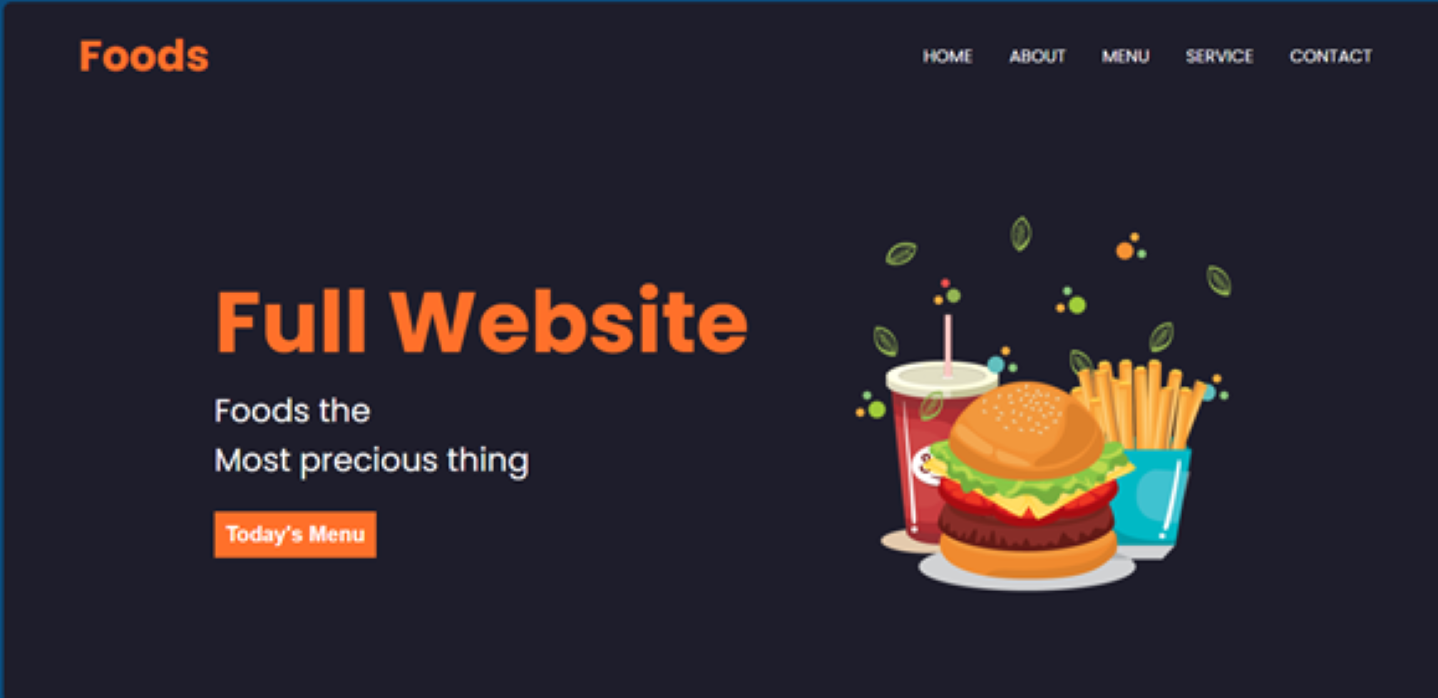 Foods
HOME ABOUT MENU SERVICE CONTACT
Full Website
Foods the
Most precious thing
Today's Menu